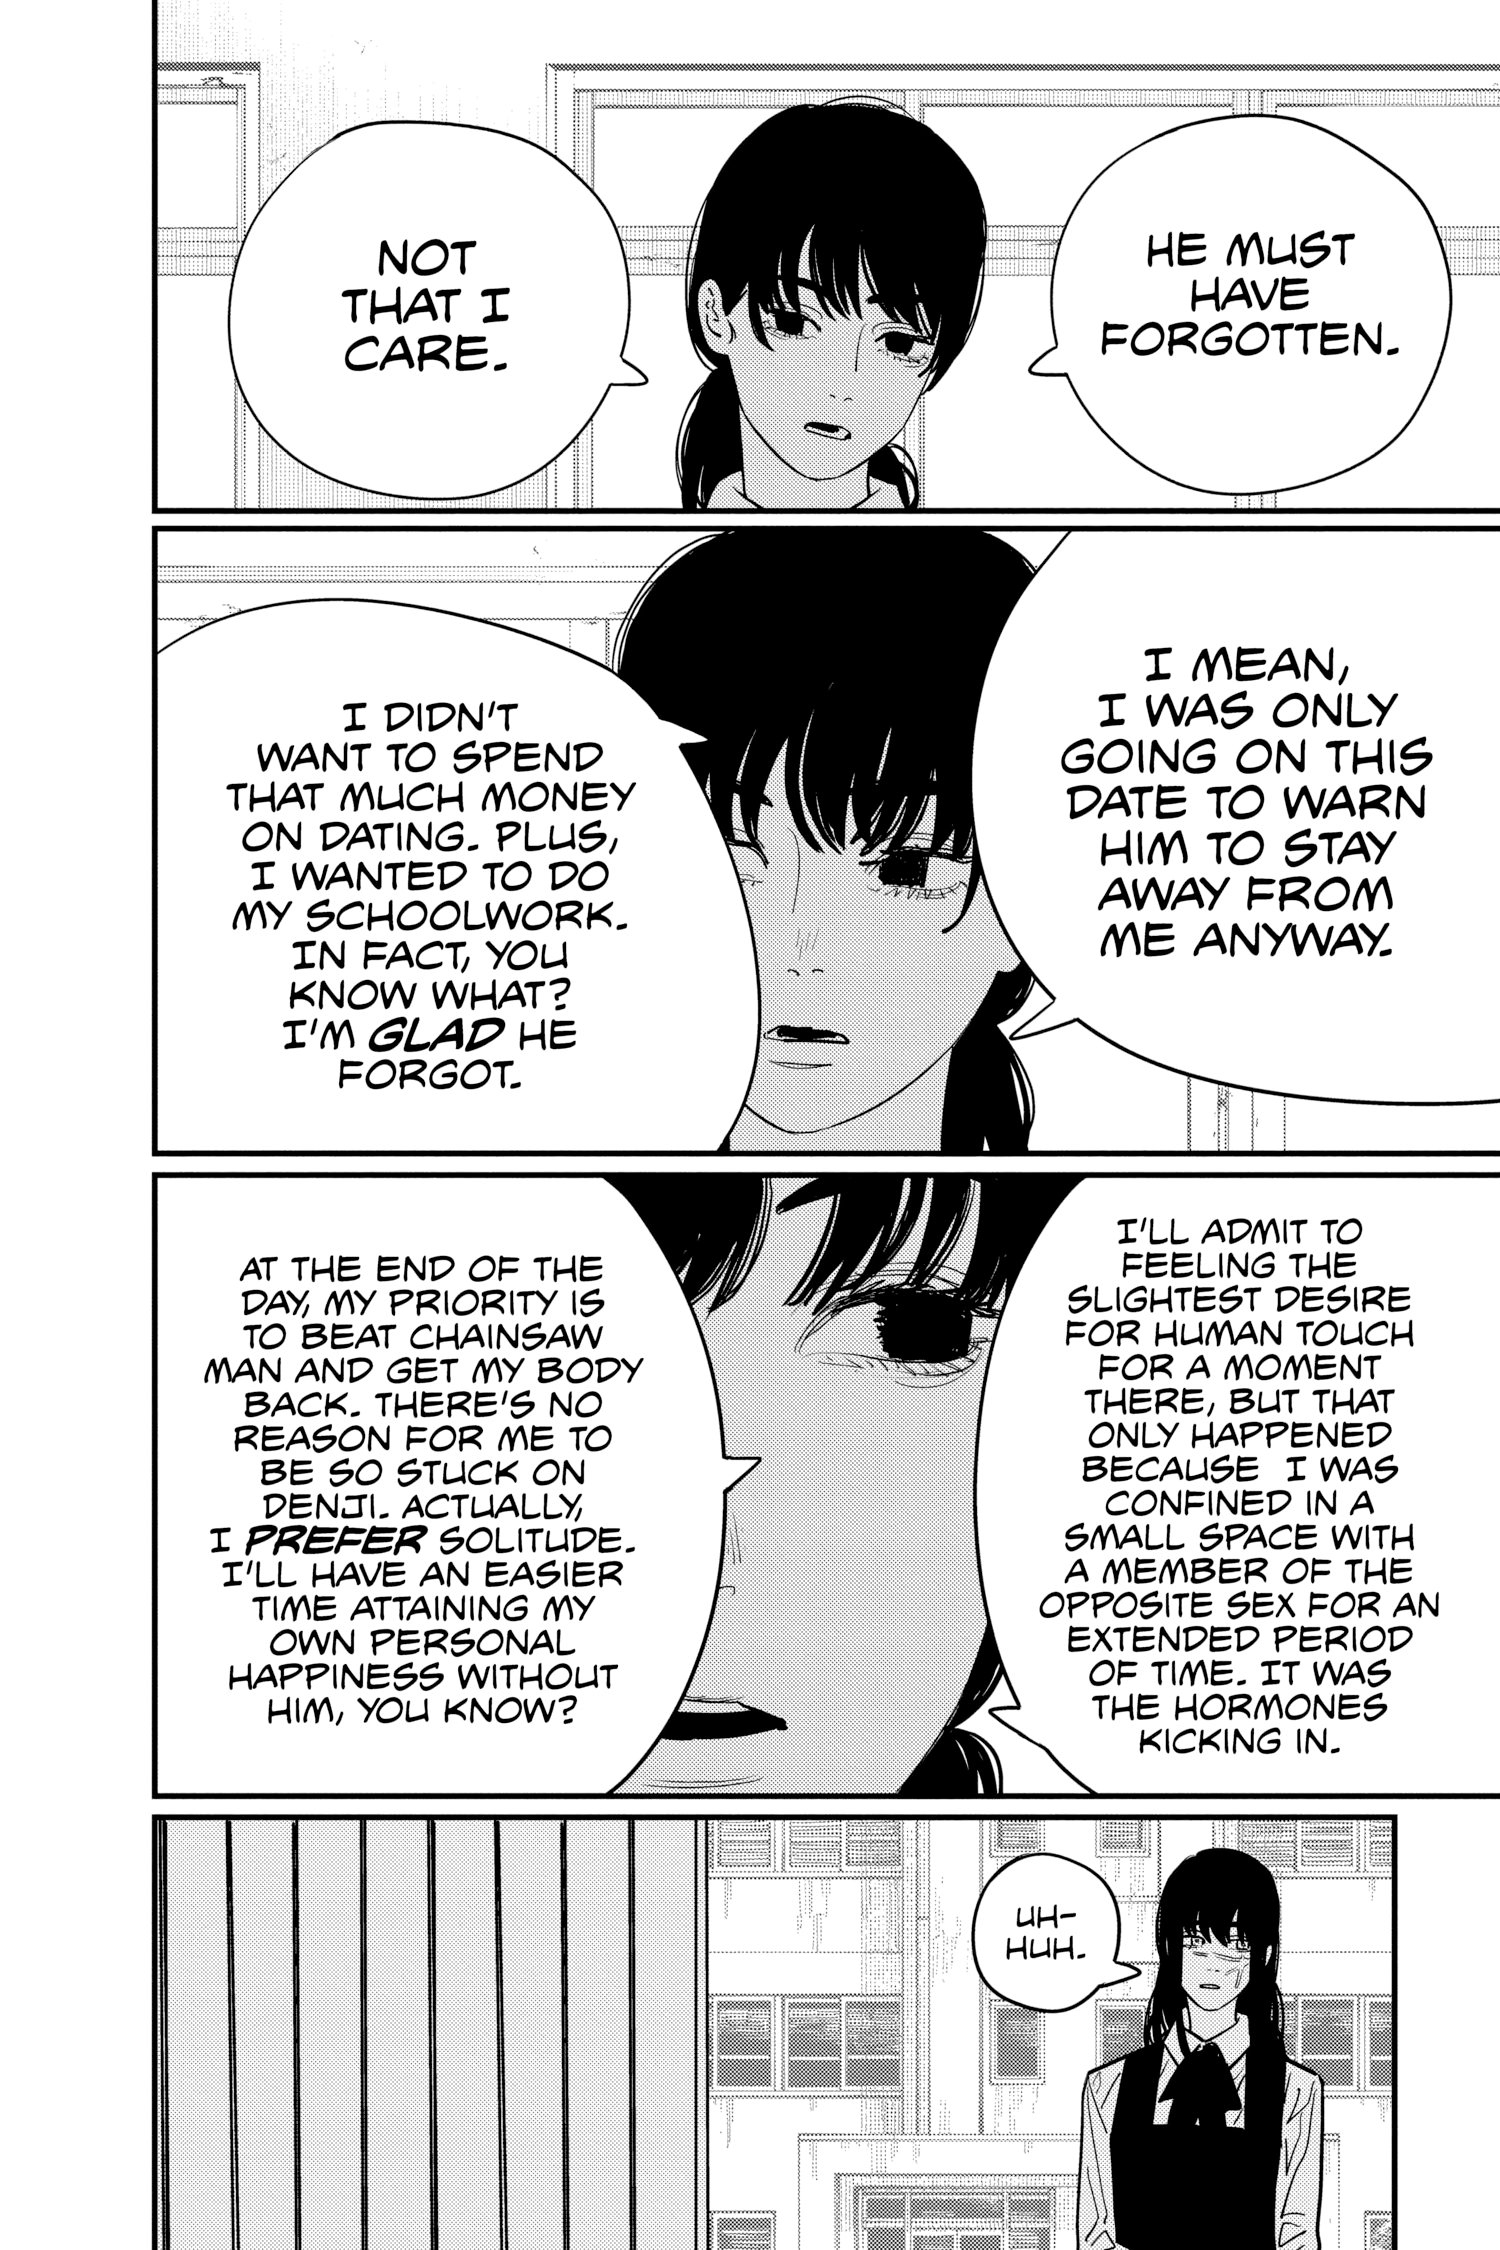 HE MUST
HAVE
FORGOTTEN.
NOT
THAT I
CARE.
I MEAN,
I WAS ONLY
GOING ON THIS
DATE TO WARN
HIM TO STAY
AWAY FROM
ME ANYWAY.
I DIDN'T
WANT TO SPEND
THAT MUCH MONEY
ON DATING. PLUS,
I WANTED TO DO
MY SCHOOLWORK.
IN FACT, YOU
KNOW WHAT?
I'M GLAD HE
FORGOT.
I'LL ADMIT TO
FEELING THE
SLIGHTEST DESIRE
FOR HUMAN TOUCH
FOR A MOMENT
THERE, BUT THAT
ONLY HAPPENED
BECAUSE I WAS
CONFINED IN A
SMALL SPACE WITH
A MEMBER OF THE
OPPOSITE SEX FOR AN
EXTENDED PERIOD
OF TIME. IT WAS
THE HORMONES
KICKING IN.
AT THE END OF THE
DAY, MY PRIORITY IS
TO BEAT CHAINSAW
MAN AND GET MY BODY
BACK. THERE'S NO
REASON FOR ME TO
BE SO STUCK ON
DENJI. ACTUALLY,
I PREFER SOLITUDE.
I'LL HAVE AN EASIER
TIME ATTAINING MY
OWN PERSONAL
HAPPINESS WITHOUT
HIM, YOU KNOW?
UH-
HUH.